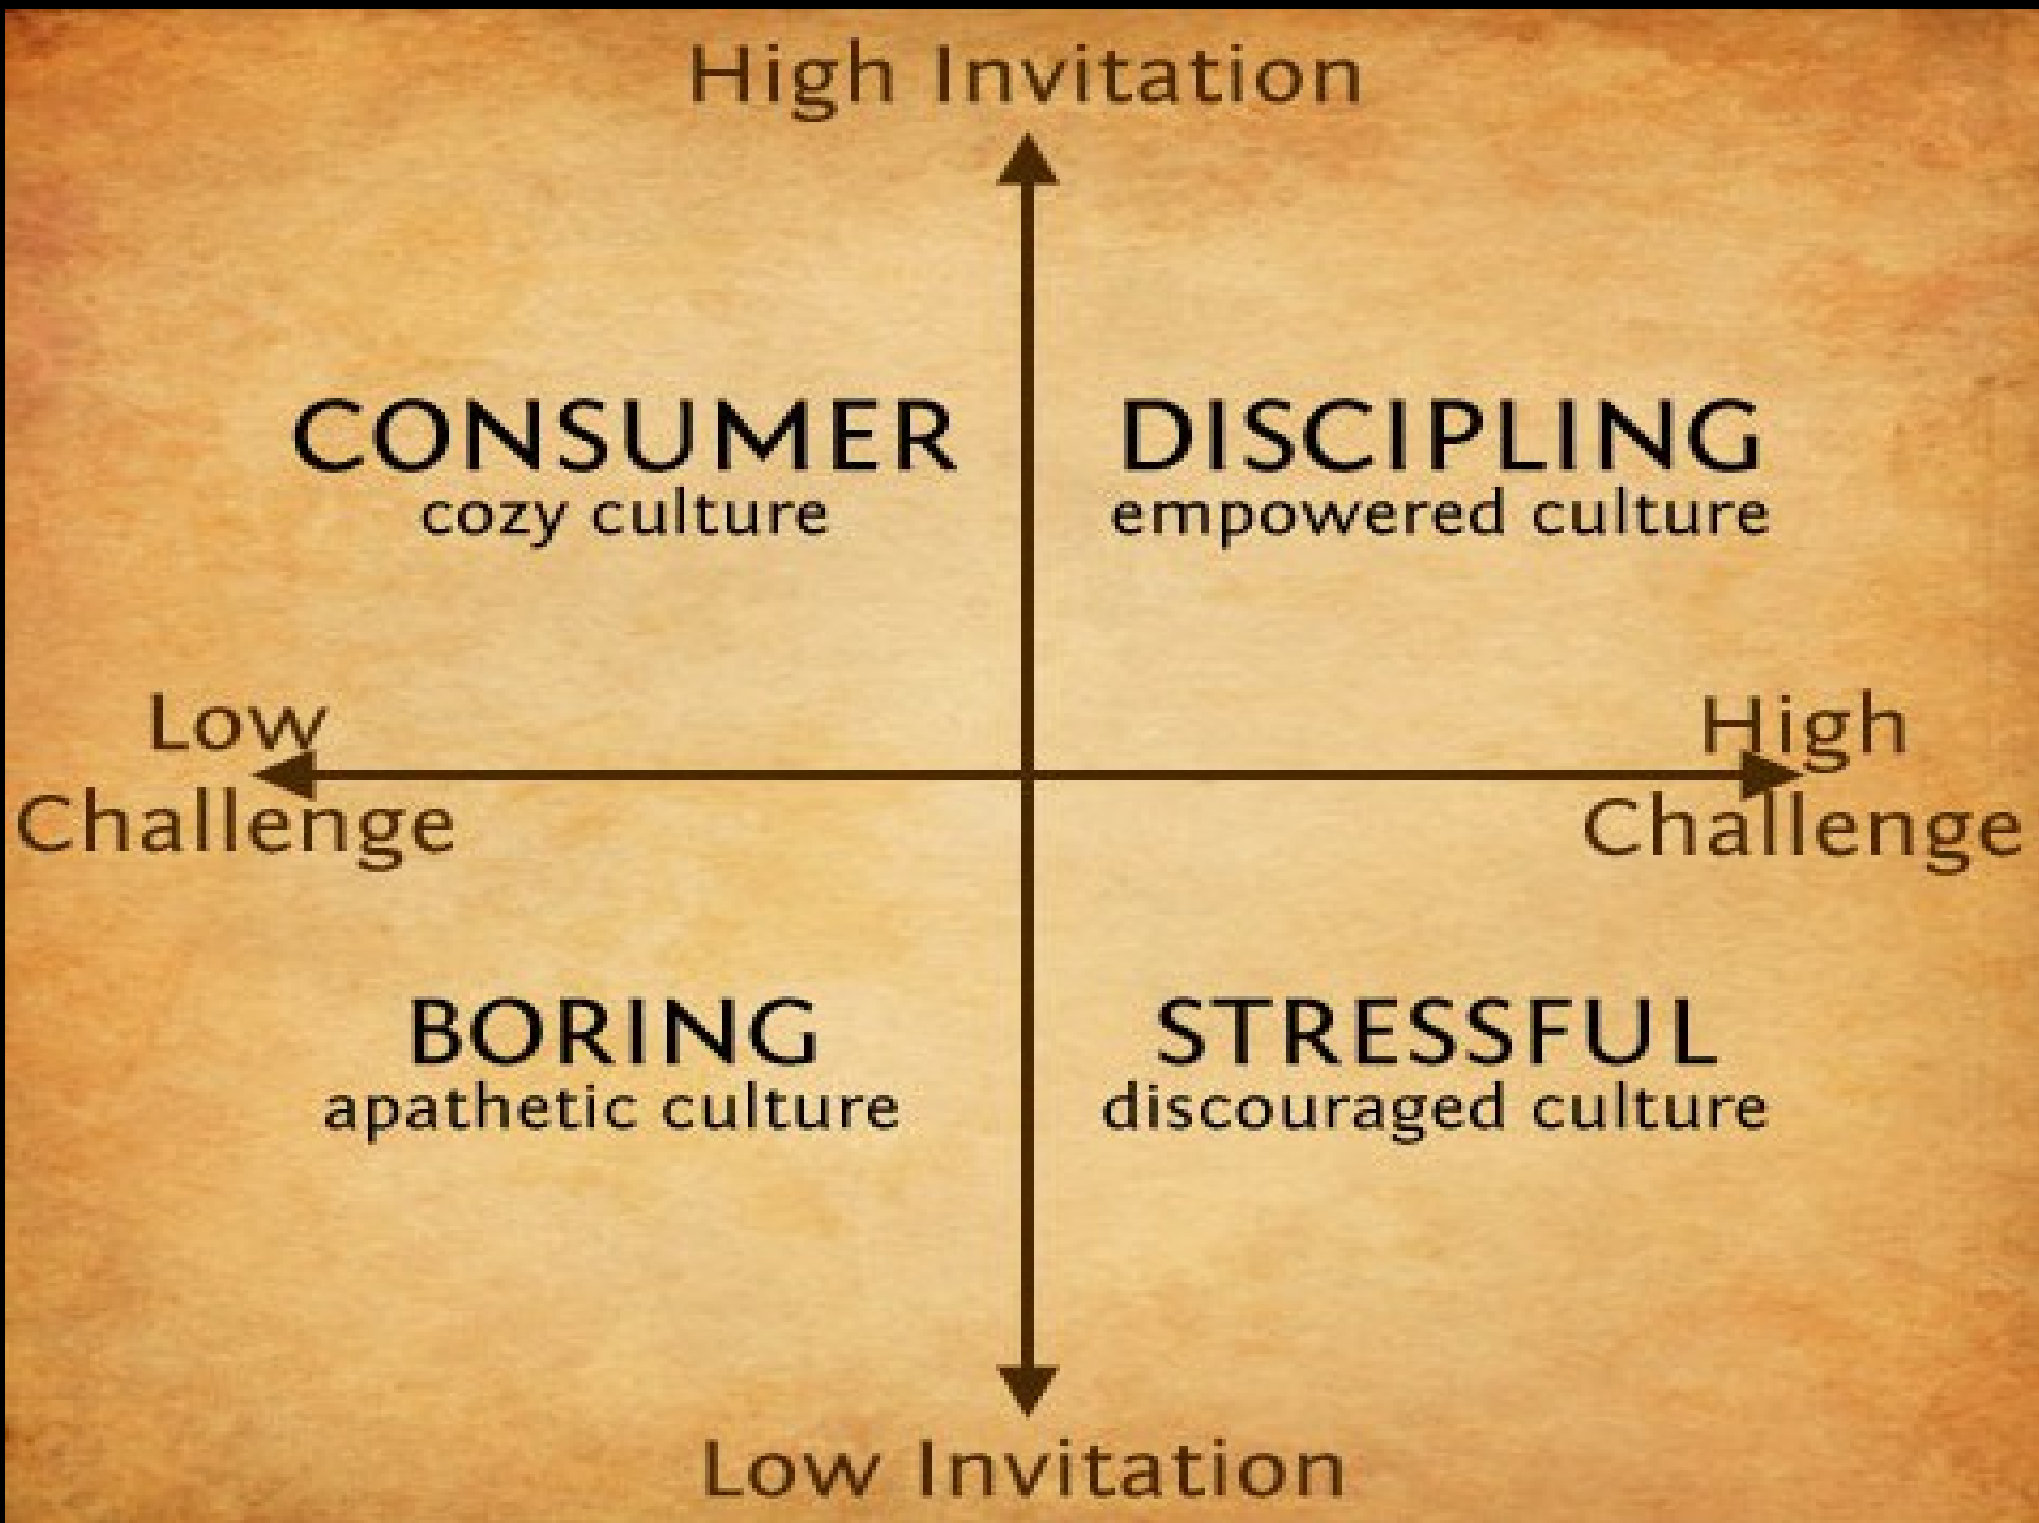 High Invitation
CONSUMER
cozy culture
DISCIPLING
empowered culture
Low
Challenge
High
Challenge
BORING
apathetic culture
STRESSFUL
discouraged culture
Low Invitation